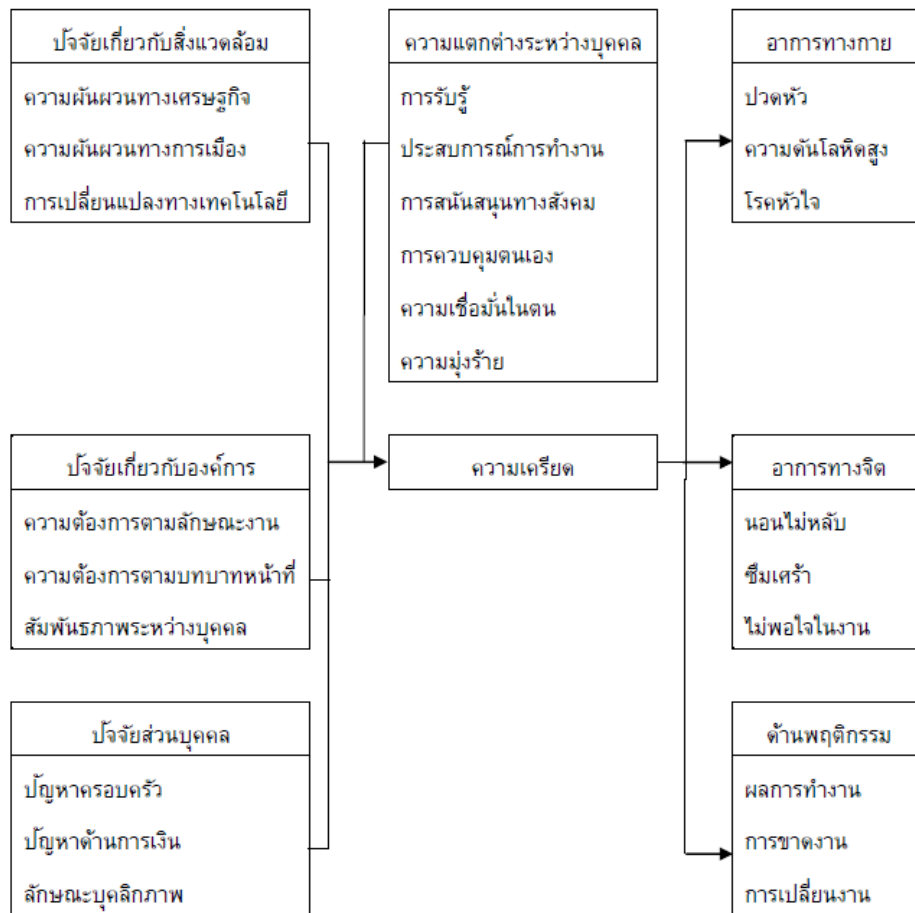 ปัจจัยเกี่ยวกับสิ่งแวดล้อม
ความผันผวนทางเศรษฐกิจ
ความผันผวนทางการเมือง
การเปลี่ยนแปลงทางเทคโนโลยี
ความแตกต่างระหว่างบุคคล
การรับรู้
ประสบการณ์การทำงาน
การสนันสนุนทางสังคม
การควบคุมตนเอง
ความเชื่อมั่นในตน
ความมุ่งร้าย
อาการทางกาย
ปวดหัว
ความดันโลหิตสูง
โรคหัวใจ
ปัจจัยเกี่ยวกับองค์การ
ความต้องการตามลักษณะงาน
ความต้องการตามบทบาทหน้าที่
สัมพันธภาพระหว่างบุคคล
ความเครียด
อาการทางจิต
นอนไม่หลับ
ซึมเศร้า
ไม่พอใจในงาน
ปัจจัยส่วนบุคคล
ปัญหาครอบครัว
ปัญหาด้านการเงิน
ลักษณะบุคลิกภาพ
ด้านพฤติกรรม
ผลการทำงาน
การขาดงาน
การเปลี่ยนงาน